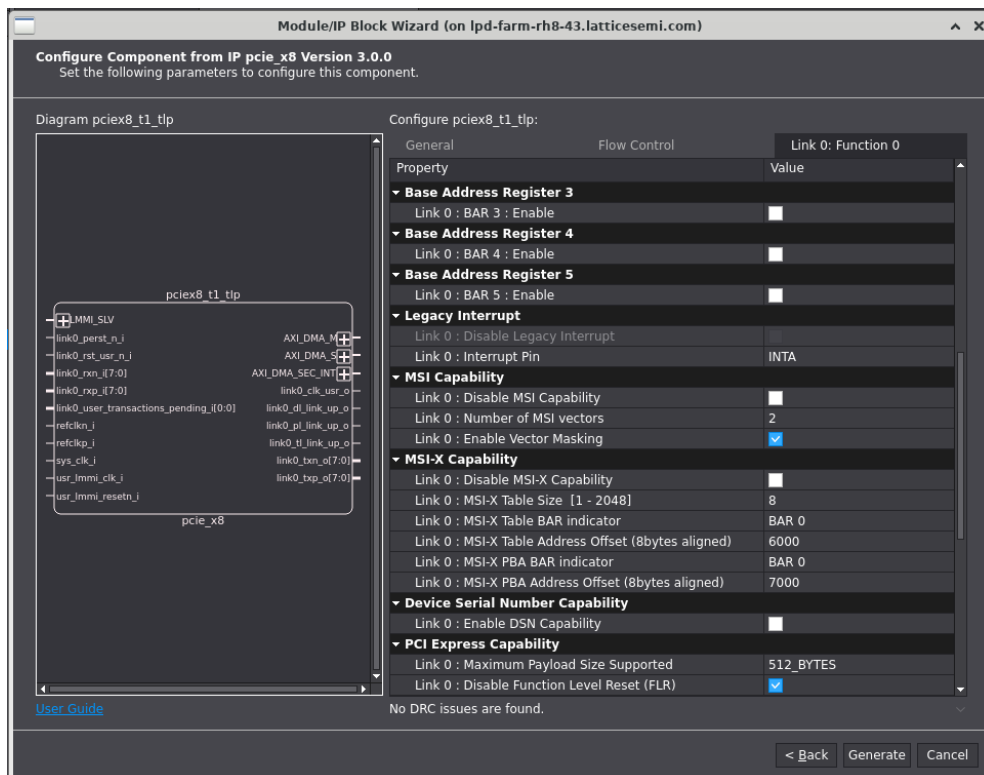 Module/IP Block Wizard (on lpd-farm-rh8-43.latticesemi.com)
Configure Component from IP pcie_x8 Version 3.0.0
Set the following parameters to configure this component.
Diagram pciex8_t1_tlp
Configure pciex8_t1_tlp:
General Flow Control Link 0: Function 0
Property Value
Base Address Register 3
Link 0 : BAR 3 : Enable
Base Address Register 4
Link 0 : BAR 4 : Enable
Base Address Register 5
Link 0 : BAR 5 : Enable
Legacy Interrupt
Link 0 : Disable Legacy Interrupt
Link 0 : Interrupt Pin INTA
MSI Capability
Link 0 : Disable MSI Capability
Link 0 : Number of MSI vectors 2
Link 0 : Enable Vector Masking
MSI-X Capability
Link 0 : Disable MSI-X Capability
Link 0 : MSI-X Table Size [1 - 2048] 8
Link 0 : MSI-X Table BAR indicator BAR 0
Link 0 : MSI-X Table Address Offset (8bytes aligned) 6000
Link 0 : MSI-X PBA BAR indicator BAR 0
Link 0 : MSI-X PBA Address Offset (8bytes aligned) 7000
Device Serial Number Capability
Link 0 : Enable DSN Capability
PCI Express Capability
Link 0 : Maximum Payload Size Supported 512_BYTES
Link 0 : Disable Function Level Reset (FLR)
pciex8_t1_tlp
LMMI_SLV
link0_perst_n_i AXI_DMA_M
link0_rst_usr_n_i AXI_DMA_S
link0_rxn_i[7:0] AXI_DMA_SEC_INT
link0_rxp_i[7:0] link0_clk_usr_o
link0_user_transactions_pending_i[0:0] link0_dl_link_up_o
refclkn_i link0_pl_link_up_o
refclkp_i link0_tl_link_up_o
sys_clk_i link0_txn_o[7:0]
usr_lmmi_clk_i link0_txp_o[7:0]
usr_lmmi_resetn_i
pcie_x8
User Guide
No DRC issues are found.
< Back Generate Cancel